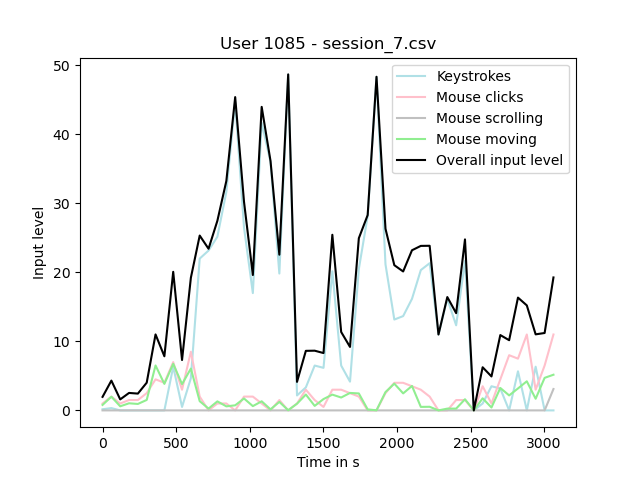 User 1085 - session_7.csv
Keystrokes
Mouse clicks
Mouse scrolling
Mouse moving
Overall input level
Input level
50
40
30
20
10
0
0 500 1000 1500 2000 2500 3000
Time in s